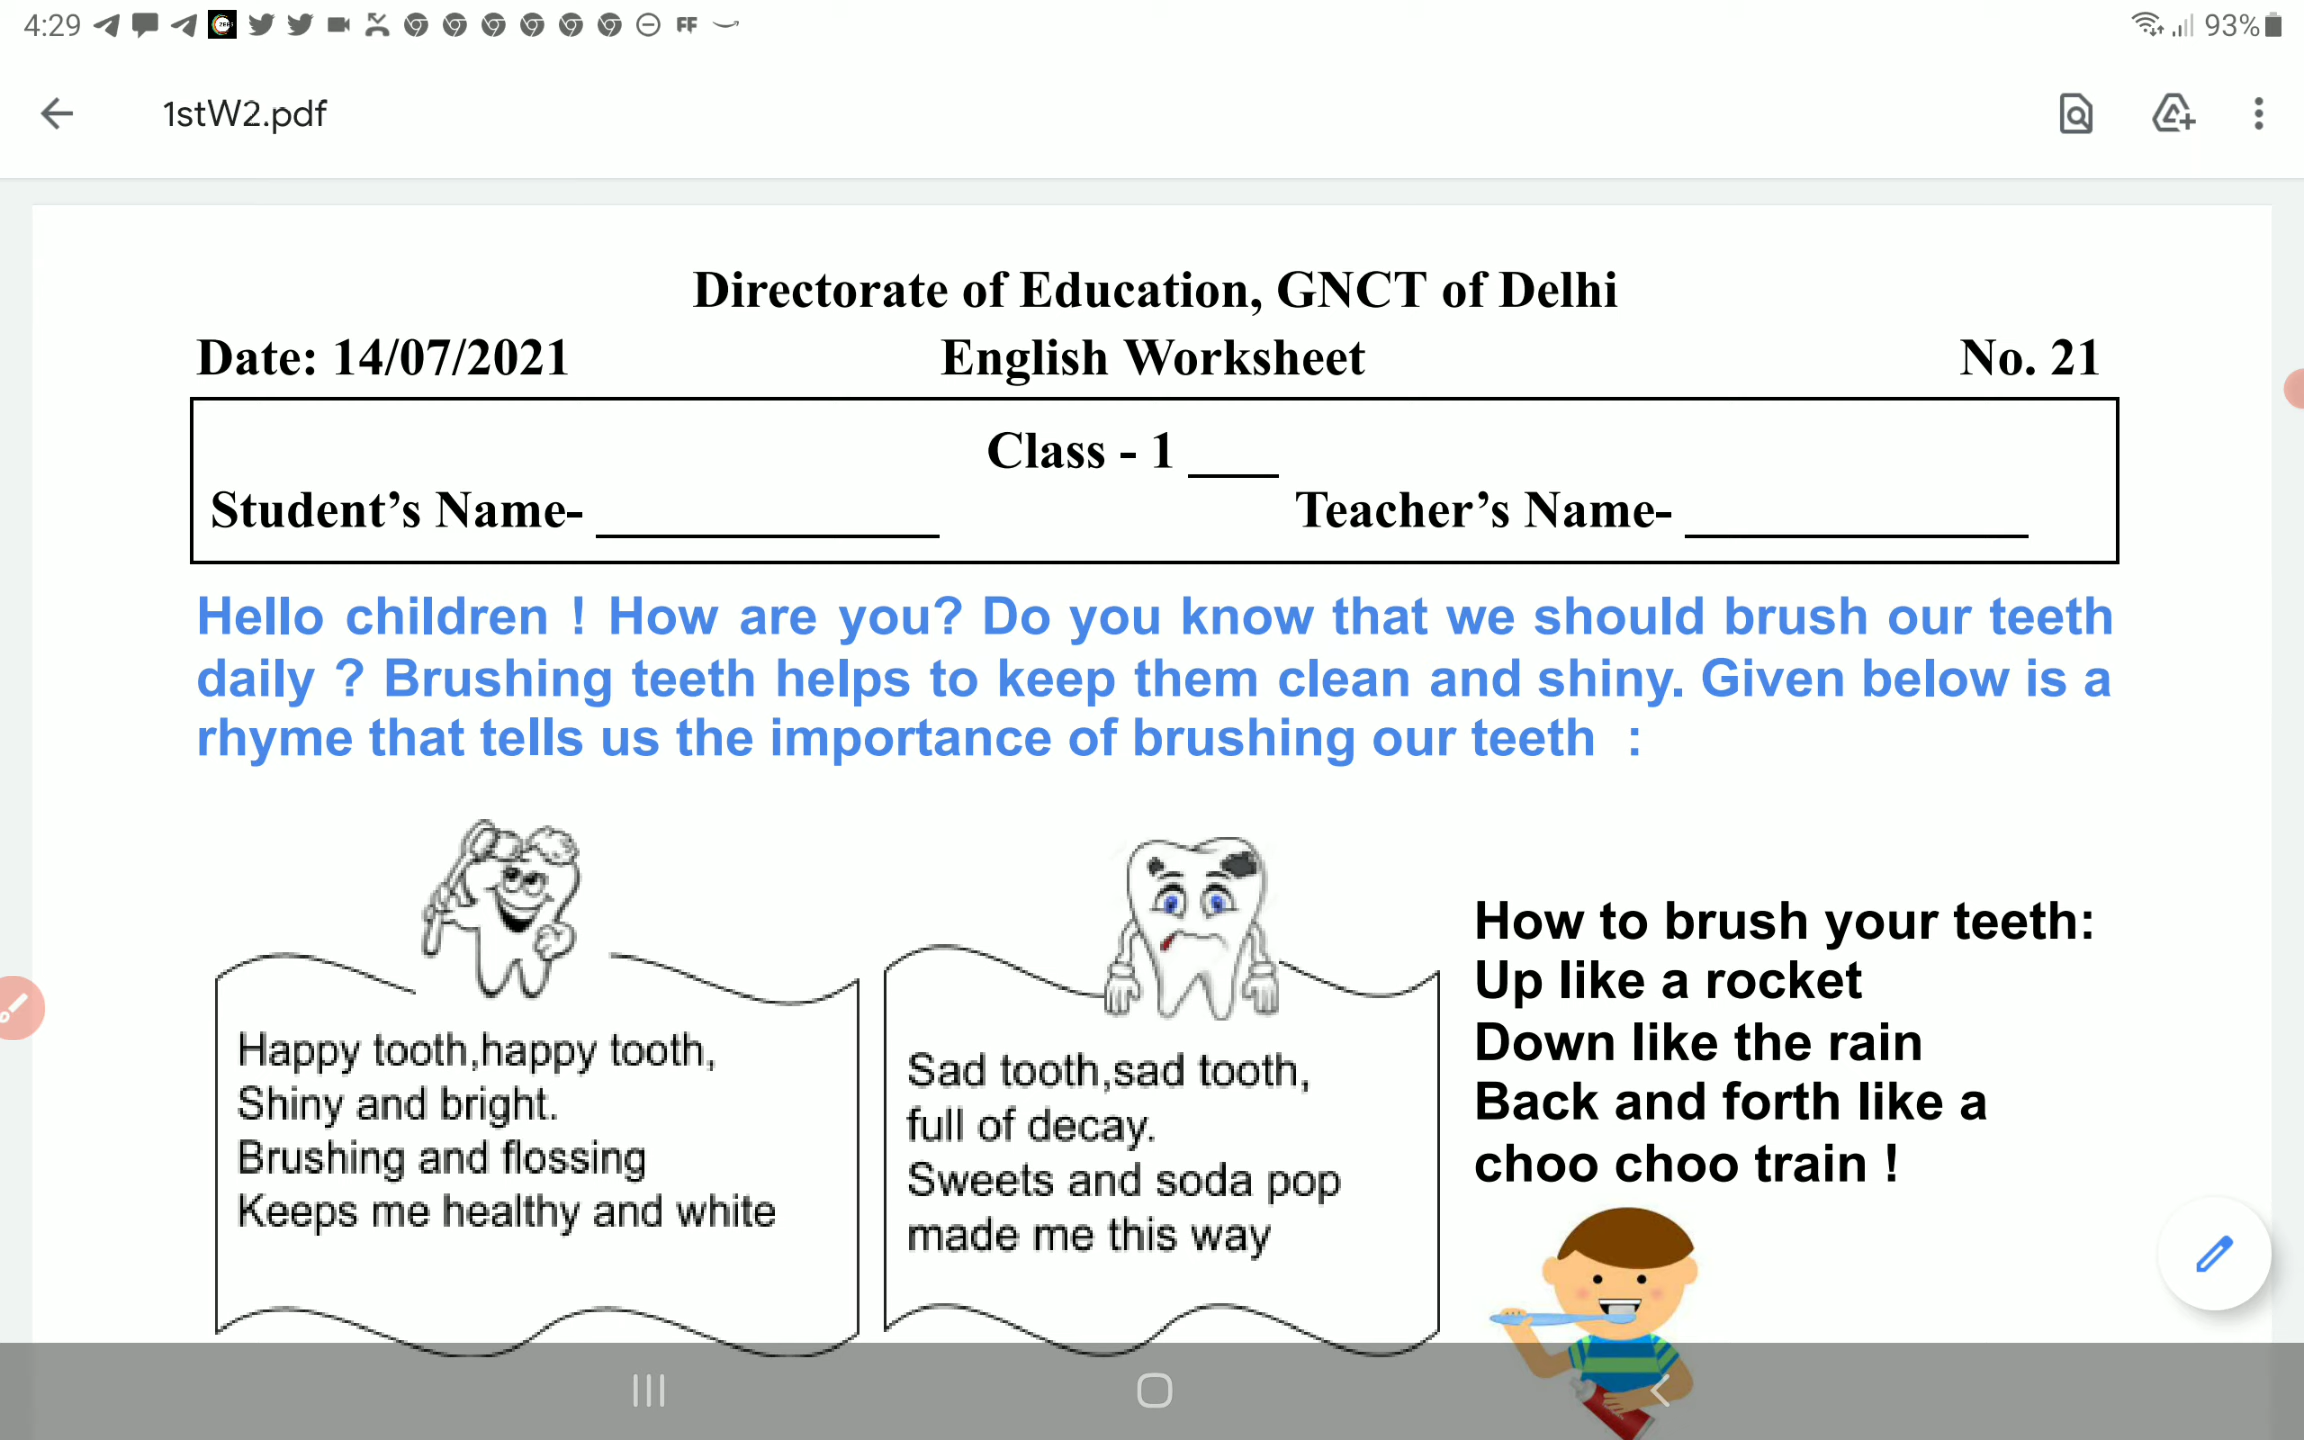 4:29
FF
93%
1stW2.pdf
Directorate of Education, GNCT of Delhi
Date: 14/07/2021 English Worksheet No. 21
Class - 1 ____
Student’s Name- ______________ Teacher’s Name- ______________
Hello children ! How are you? Do you know that we should brush our teeth
daily ? Brushing teeth helps to keep them clean and shiny. Given below is a
rhyme that tells us the importance of brushing our teeth :
Happy tooth,happy tooth,
Shiny and bright.
Brushing and flossing
Keeps me healthy and white
Sad tooth,sad tooth,
full of decay.
Sweets and soda pop
made me this way
How to brush your teeth:
Up like a rocket
Down like the rain
Back and forth like a
choo choo train !